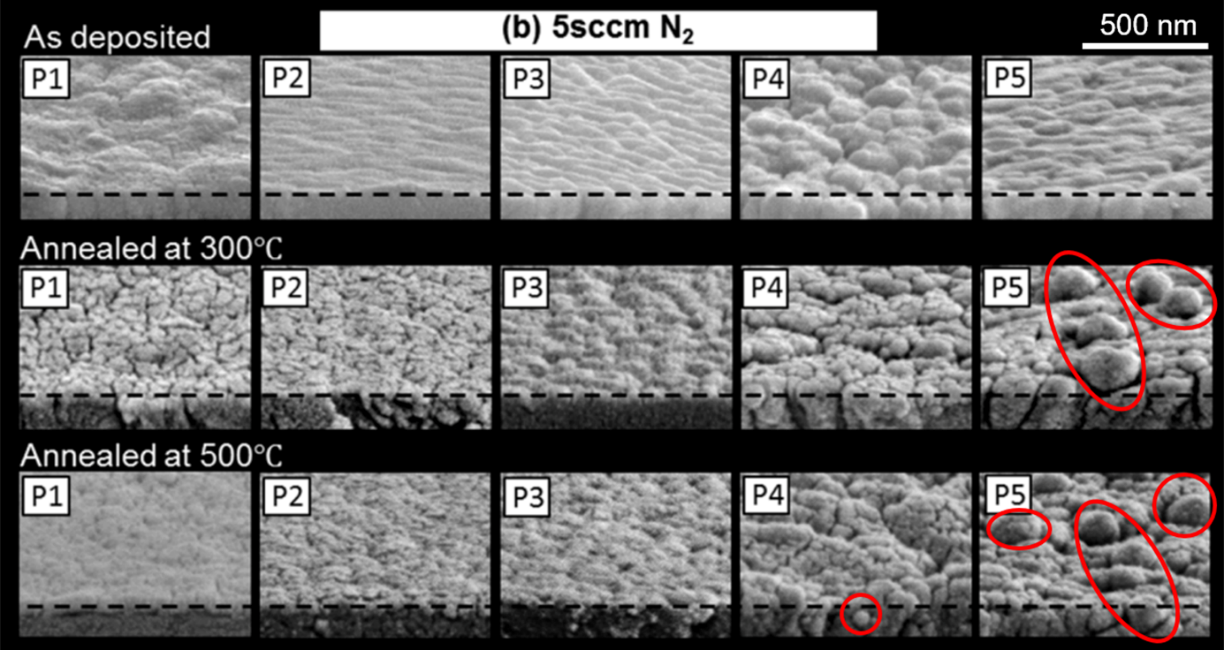 As deposited
(b) 5sccm N₂
500 nm
P1 P2 P3 P4 P5
Annealed at 300℃
P1 P2 P3 P4 P5
Annealed at 500℃
P1 P2 P3 P4 P5